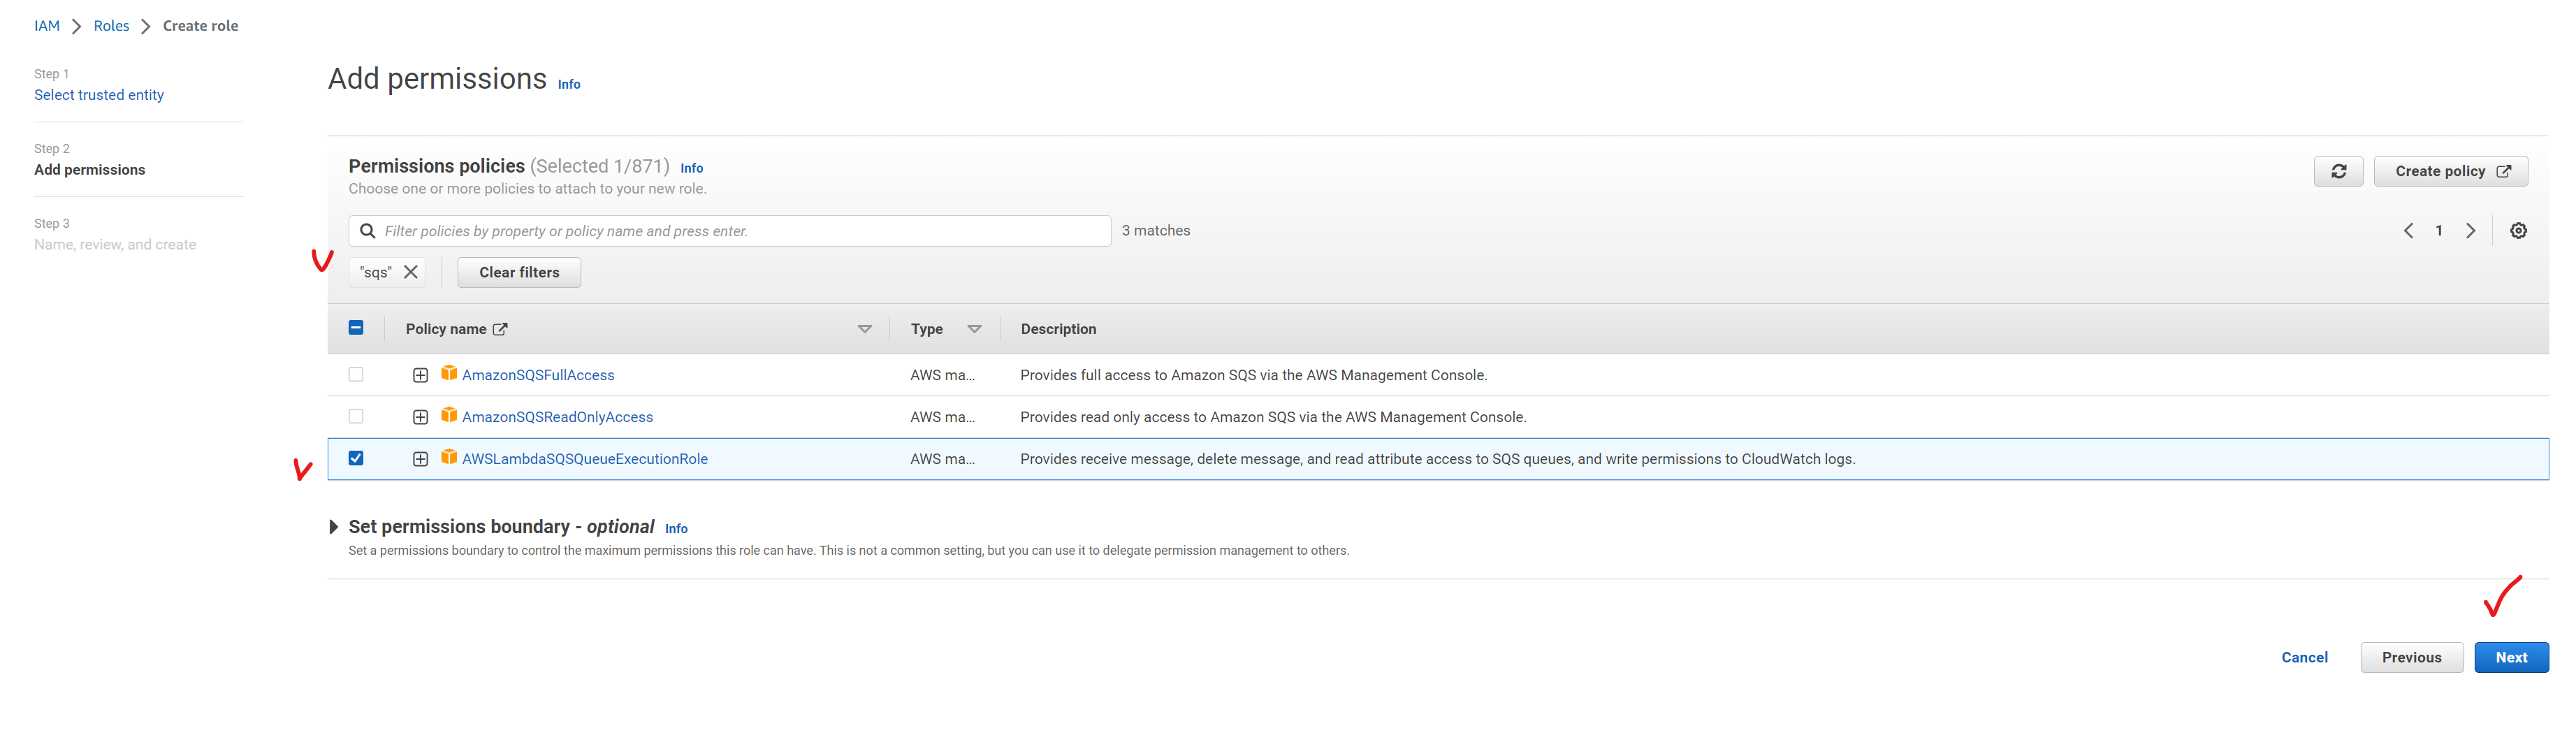 IAM > Roles > Create role
Step 1
Select trusted entity
Step 2
Add permissions
Step 3
Name, review, and create
Add permissions Info
Permissions policies (Selected 1/871) Info
Choose one or more policies to attach to your new role.
Create policy
Filter policies by property or policy name and press enter.
3 matches
1
"sqs"
Clear filters
Policy name Type Description
AmazonSQSFullAccess AWS ma... Provides full access to Amazon SQS via the AWS Management Console.
AmazonSQSReadOnlyAccess AWS ma... Provides read only access to Amazon SQS via the AWS Management Console.
AWSLambdaSQSQueueExecutionRole AWS ma... Provides receive message, delete message, and read attribute access to SQS queues, and write permissions to CloudWatch logs.
Set permissions boundary - optional Info
Set a permissions boundary to control the maximum permissions this role can have. This is not a common setting, but you can use it to delegate permission management to others.
Cancel Previous Next